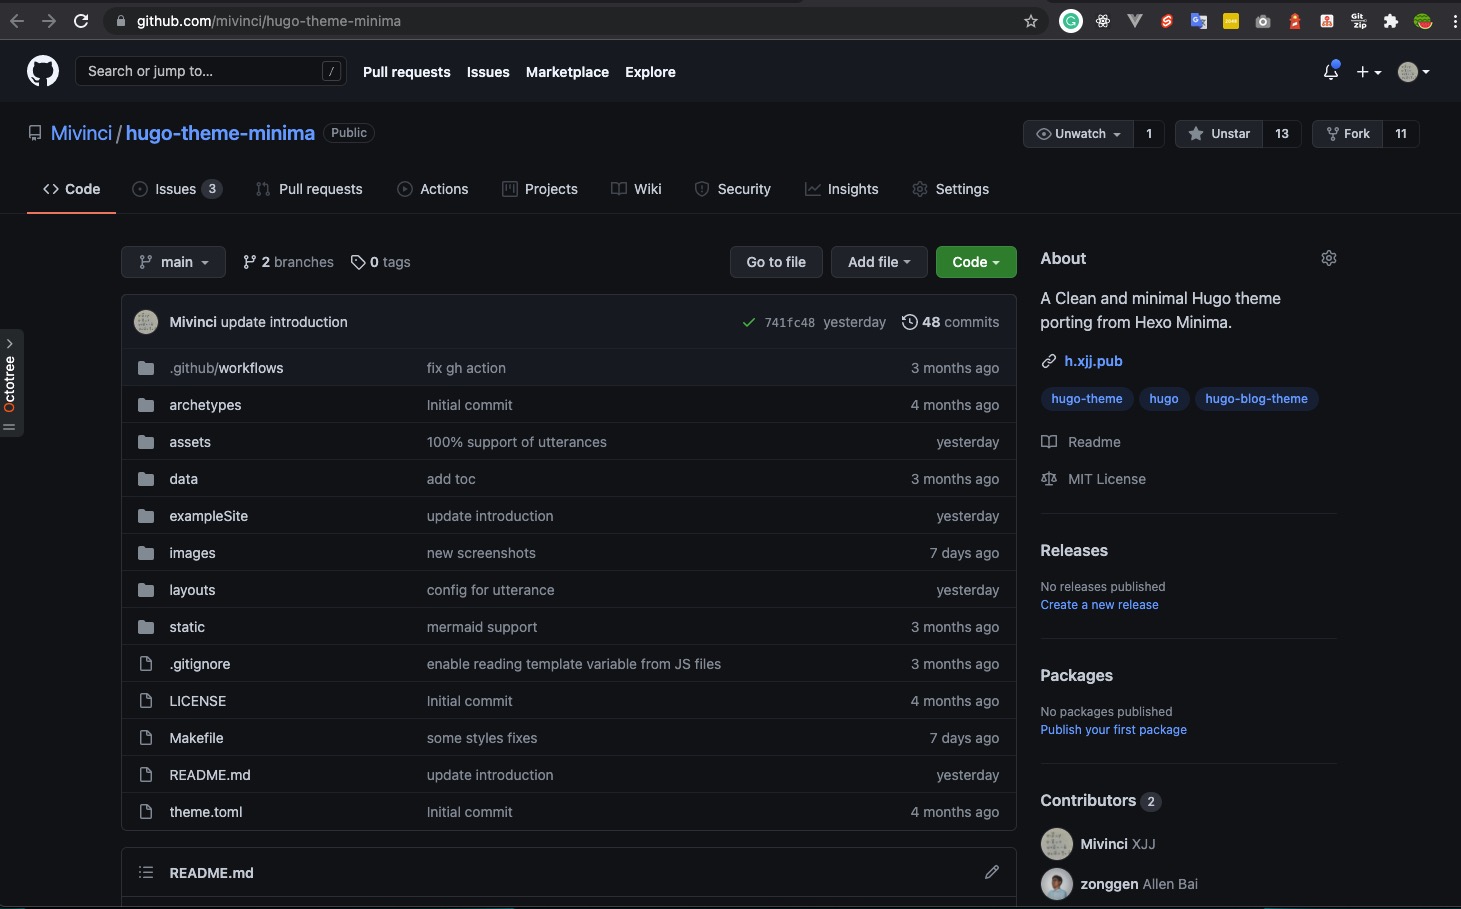 github.com/mivinci/hugo-theme-minima
Search or jump to... /
Pull requests Issues Marketplace Explore
Mivinci / hugo-theme-minima Public
Unwatch 1 Unstar 13 Fork 11
Code Issues 3 Pull requests Actions Projects Wiki Security Insights Settings
main 2 branches 0 tags Go to file Add file Code
Mivinci update introduction 741fc48 yesterday 48 commits
.github/workflows fix gh action 3 months ago
archetypes Initial commit 4 months ago
assets 100% support of utterances yesterday
data add toc 3 months ago
exampleSite update introduction yesterday
images new screenshots 7 days ago
layouts config for utterance yesterday
static mermaid support 3 months ago
.gitignore enable reading template variable from JS files 3 months ago
LICENSE Initial commit 4 months ago
Makefile some styles fixes 7 days ago
README.md update introduction yesterday
theme.toml Initial commit 4 months ago
README.md
About
A Clean and minimal Hugo theme
porting from Hexo Minima.
h.xjj.pub
hugo-theme hugo hugo-blog-theme
Readme
MIT License
Releases
No releases published
Create a new release
Packages
No packages published
Publish your first package
Contributors 2
Mivinci XJJ
zonggen Allen Bai
Octotree
Git Zip